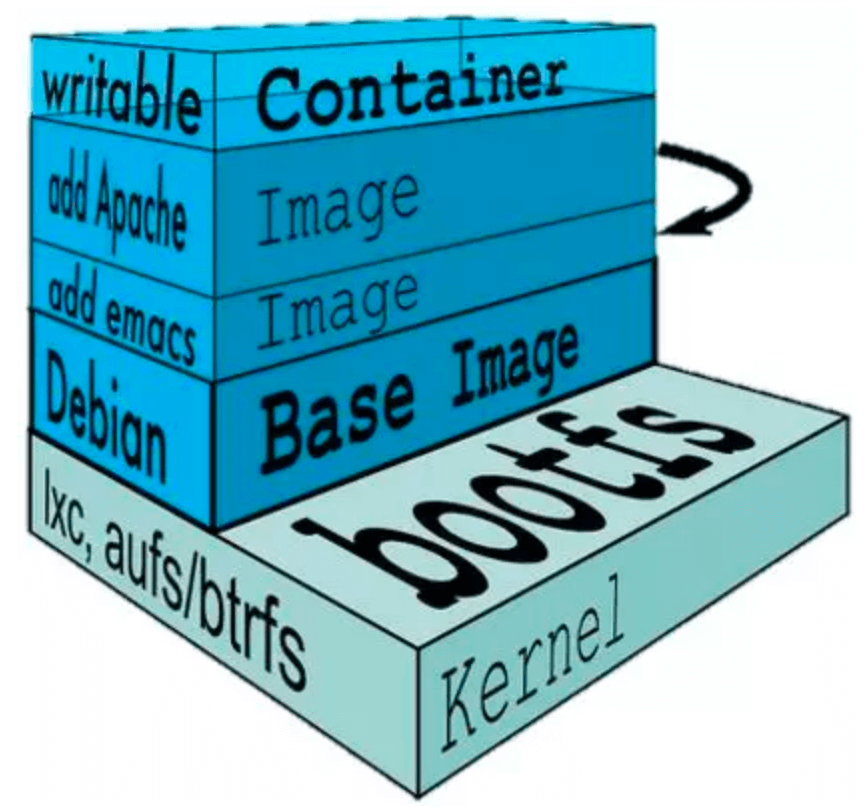 writable Container
add Apache Image
add emacs Image
Debian Base Image
bootfs
lxc, aufs/btrfs
Kernel